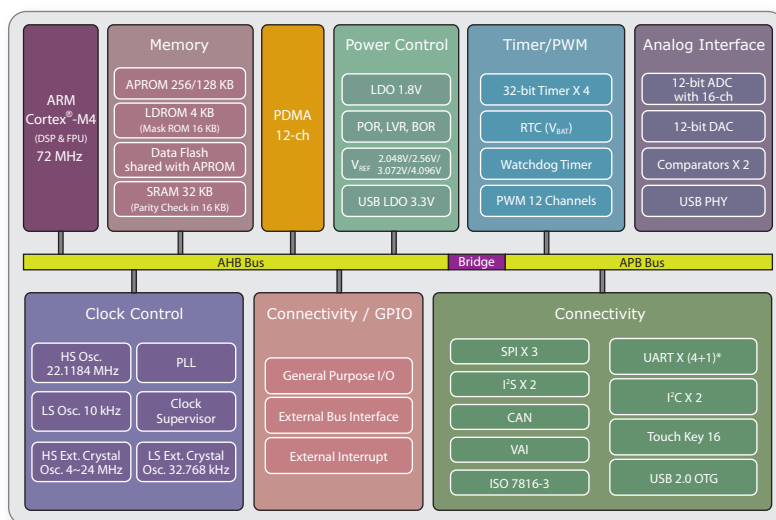 ARM
Cortex®-M4
(DSP & FPU)
72 MHz
Memory
APROM 256/128 KB
LDROM 4 KB
(Mask ROM 16 KB)
Data Flash
shared with APROM
SRAM 32 KB
(Parity Check in 16 KB)
PDMA
12-ch
Power Control
LDO 1.8V
POR, LVR, BOR
VREF 2.048V/2.56V/
3.072V/4.096V
USB LDO 3.3V
Timer/PWM
32-bit Timer X 4
RTC (VBAT)
Watchdog Timer
PWM 12 Channels
Analog Interface
12-bit ADC
with 16-ch
12-bit DAC
Comparators X 2
USB PHY
AHB Bus
Bridge
APB Bus
Clock Control
HS Osc.
22.1184 MHz
PLL
LS Osc. 10 kHz
Clock
Supervisor
HS Ext. Crystal
Osc. 4~24 MHz
LS Ext. Crystal
Osc. 32.768 kHz
Connectivity / GPIO
General Purpose I/O
External Bus Interface
External Interrupt
Connectivity
SPI X 3
I²S X 2
CAN
VAI
ISO 7816-3
UART X (4+1)*
I²C X 2
Touch Key 16
USB 2.0 OTG